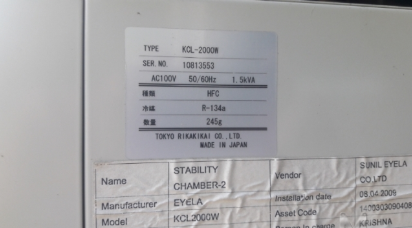 TYPE KCL-2000W
SER.NO. 10813553
AC100V 50/60Hz 1.5kVA
種類 HFC
冷媒 R-134a
数量 245g
TOKYO RIKAKIKAI CO.,LTD.
MADE IN JAPAN
Name STABILITY CHAMBER-2 Vendor SUNIL EYELA CO,LTD
Manufacturer EYELA Installation date 08.04.2009
Model KCL2000W Asset Code
KRISHNA